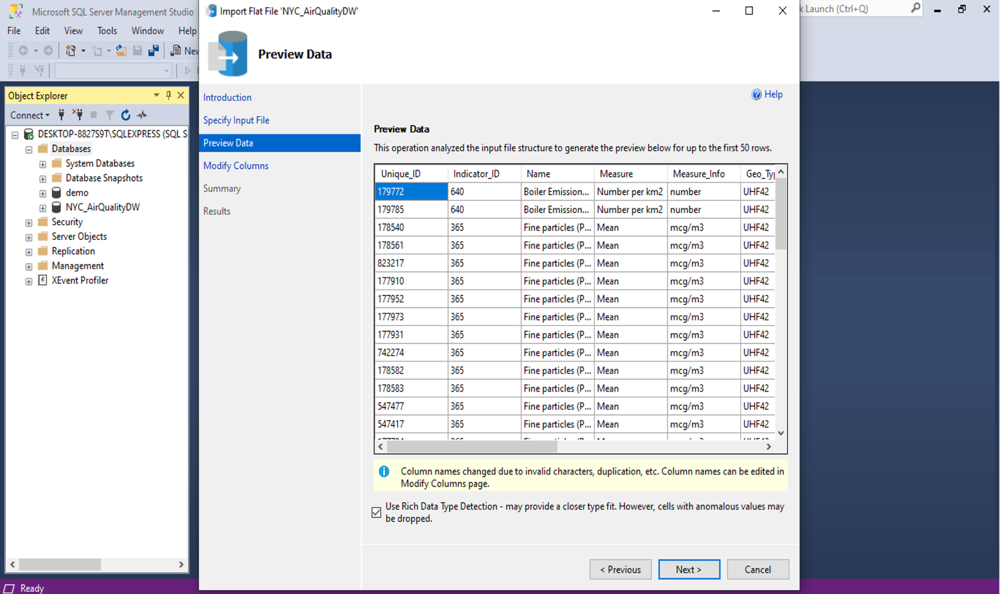 Microsoft SQL Server Management Studio
File Edit View Tools Window Help
New
Object Explorer
Connect
DESKTOP-8827S9T\SQLEXPRESS (SQL S
Databases
System Databases
Database Snapshots
demo
NYC_AirQualityDW
Security
Server Objects
Replication
Management
XEvent Profiler
Ready
Import Flat File 'NYC_AirQualityDW'
k Launch (Ctrl+Q)
Preview Data
Introduction
Specify Input File
Preview Data
Modify Columns
Summary
Results
Help
Preview Data
This operation analyzed the input file structure to generate the preview below for up to the first 50 rows.
Unique_ID Indicator_ID Name Measure Measure_Info Geo_Ty
179772 640 Boiler Emission... Number per km2 number UHF42
179785 640 Boiler Emission... Number per km2 number UHF42
178540 365 Fine particles (P... Mean mcg/m3 UHF42
178561 365 Fine particles (P... Mean mcg/m3 UHF42
823217 365 Fine particles (P... Mean mcg/m3 UHF42
177910 365 Fine particles (P... Mean mcg/m3 UHF42
177952 365 Fine particles (P... Mean mcg/m3 UHF42
177973 365 Fine particles (P... Mean mcg/m3 UHF42
177931 365 Fine particles (P... Mean mcg/m3 UHF42
742274 365 Fine particles (P... Mean mcg/m3 UHF42
178582 365 Fine particles (P... Mean mcg/m3 UHF42
178583 365 Fine particles (P... Mean mcg/m3 UHF42
547477 365 Fine particles (P... Mean mcg/m3 UHF42
547417 365 Fine particles (P... Mean mcg/m3 UHF42
Column names changed due to invalid characters, duplication, etc. Column names can be edited in
Modify Columns page.
Use Rich Data Type Detection - may provide a closer type fit. However, cells with anomalous values may
be dropped.
< Previous Next > Cancel